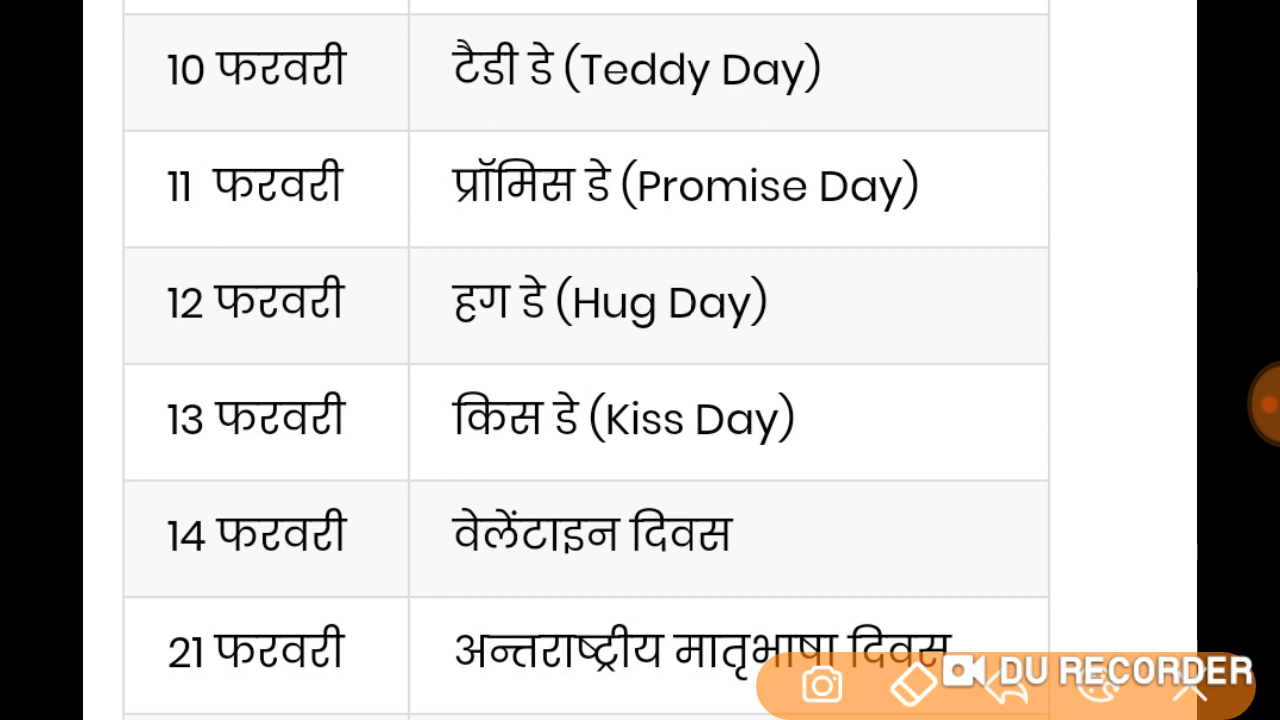 10 फरवरी टैडी डे (Teddy Day)
11 फरवरी प्रॉमिस डे (Promise Day)
12 फरवरी हग डे (Hug Day)
13 फरवरी किस डे (Kiss Day)
14 फरवरी वेलेंटाइन दिवस
21 फरवरी अन्तराष्ट्रीय मातृभाषा दिवस
DU RECORDER